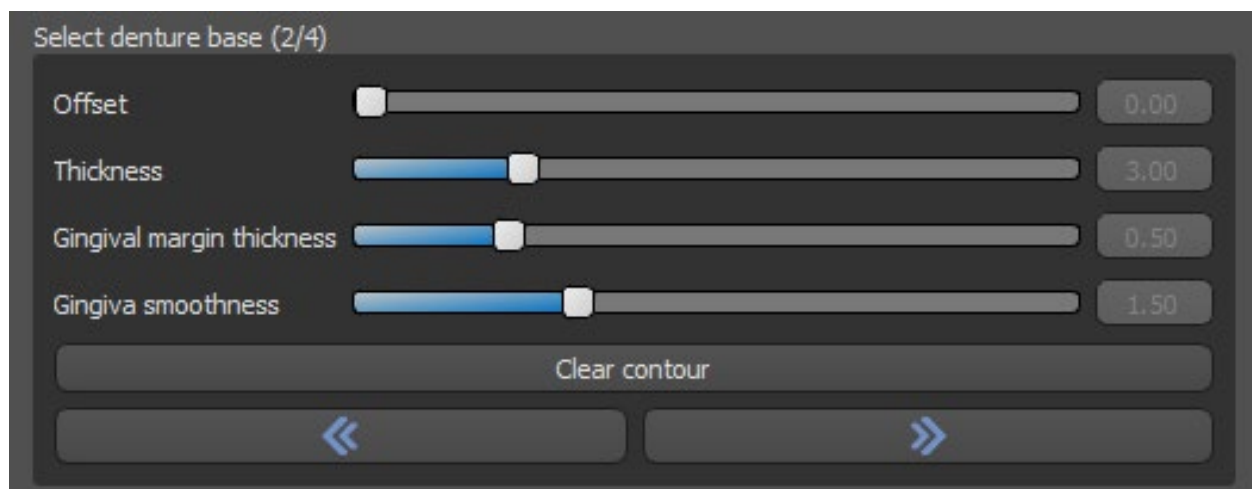 Select denture base (2/4)
Offset 0.00
Thickness 3.00
Gingival margin thickness 0.50
Gingiva smoothness 1.50
Clear contour